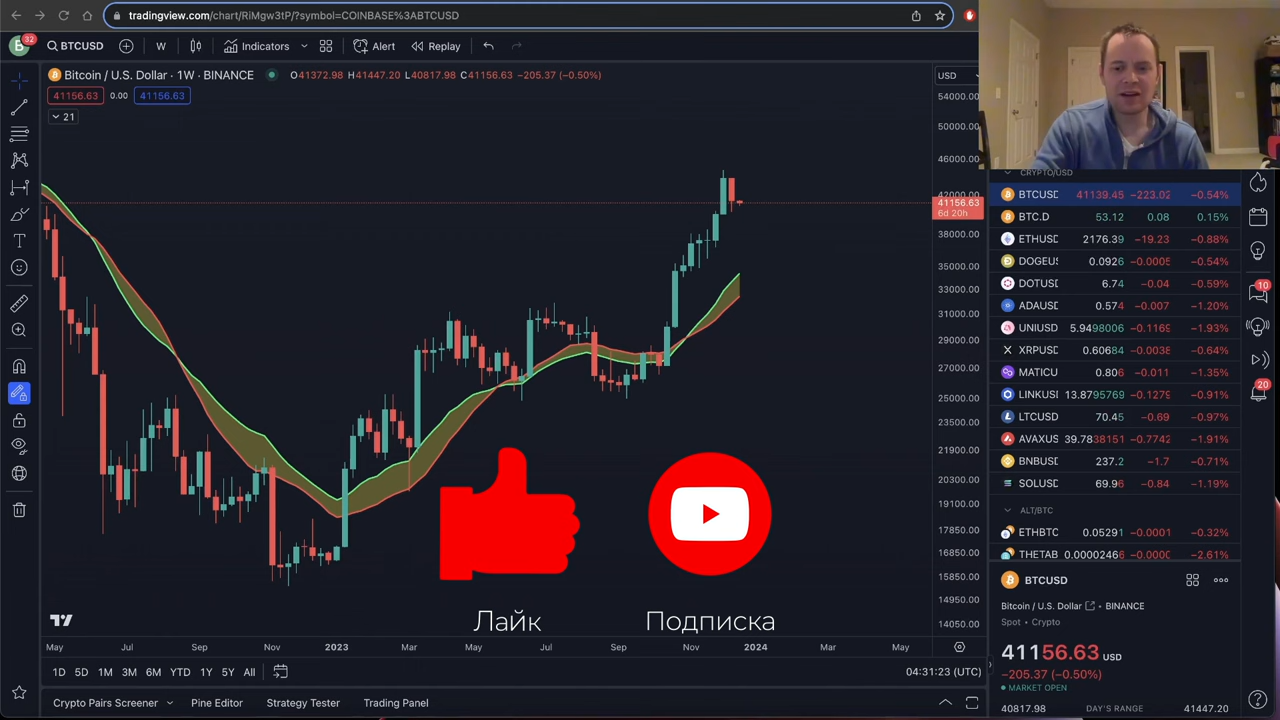 tradingview.com/chart/RiMgw3tP/?symbol=COINBASE%3ABTCUSD
B 32 BTCUSD W Indicators Alert Replay
Bitcoin / U.S. Dollar · 1W · BINANCE O41372.98 H41447.20 L40817.98 C41156.63 −205.37 (−0.50%)
41156.63 0.00 41156.63
21
USD
54000.00
50000.00
46000.00
42000.00
41156.63
6d 20h
38000.00
35000.00
33000.00
31000.00
29000.00
27000.00
25000.00
23500.00
21900.00
20300.00
19100.00
17850.00
16850.00
15850.00
14950.00
14050.00
Лайк
Подписка
May Jul Sep Nov 2023 Mar May Jul Sep Nov 2024 Mar May
1D 5D 1M 3M 6M YTD 1Y 5Y All 04:31:23 (UTC)
Crypto Pairs Screener Pine Editor Strategy Tester Trading Panel
CRYPTO/USD
BTCUSD 41139.45 −223.02 −0.54%
BTC.D 53.12 0.08 0.15%
ETHUSD 2176.39 −19.23 −0.88%
DOGEUS 0.0926 −0.0005 −0.54%
DOTUSD 6.74 −0.04 −0.59%
ADAUSD 0.574 −0.007 −1.20%
UNIUSD 5.9498006 −0.1169 −1.93%
XRPUSD 0.60684 −0.0038 −0.64%
MATICU 0.806 −0.011 −1.35%
LINKUSD 13.8795769 −0.1279 −0.91%
LTCUSD 70.45 −0.69 −0.97%
AVAXUS 39.7838151 −0.7742 −1.91%
BNBUSD 237.2 −1.7 −0.71%
SOLUSD 69.96 −0.84 −1.19%
ALT/BTC
ETHBTC 0.05291 −0.0001 −0.32%
THETAB 0.00002466 −0.0000 −2.61%
BTCUSD
Bitcoin / U.S. Dollar • BINANCE
Spot • Crypto
41156.63 USD
−205.37 (−0.50%)
MARKET OPEN
40817.98 DAY'S RANGE 41447.20
10
20